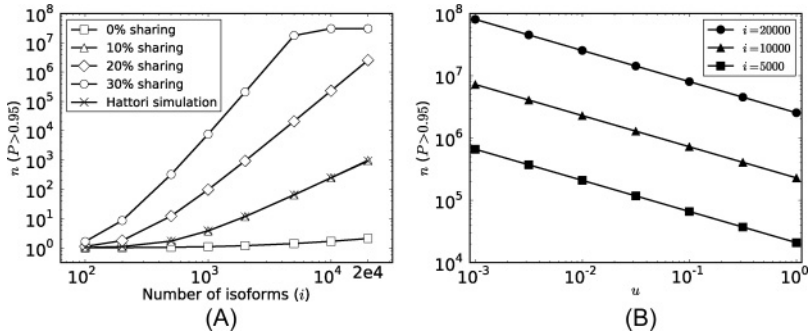 10^8
10^7
10^6
10^5
10^4
10^3
10^2
10^1
10^0
n (P>0.95)
0% sharing
10% sharing
20% sharing
30% sharing
Hattori simulation
10^2 10^3 10^4 2e4
Number of isoforms (i)
(A)
10^8
10^7
10^6
10^5
10^4
n (P>0.95)
i=20000
i=10000
i=5000
10^-3 10^-2 10^-1 10^0
u
(B)